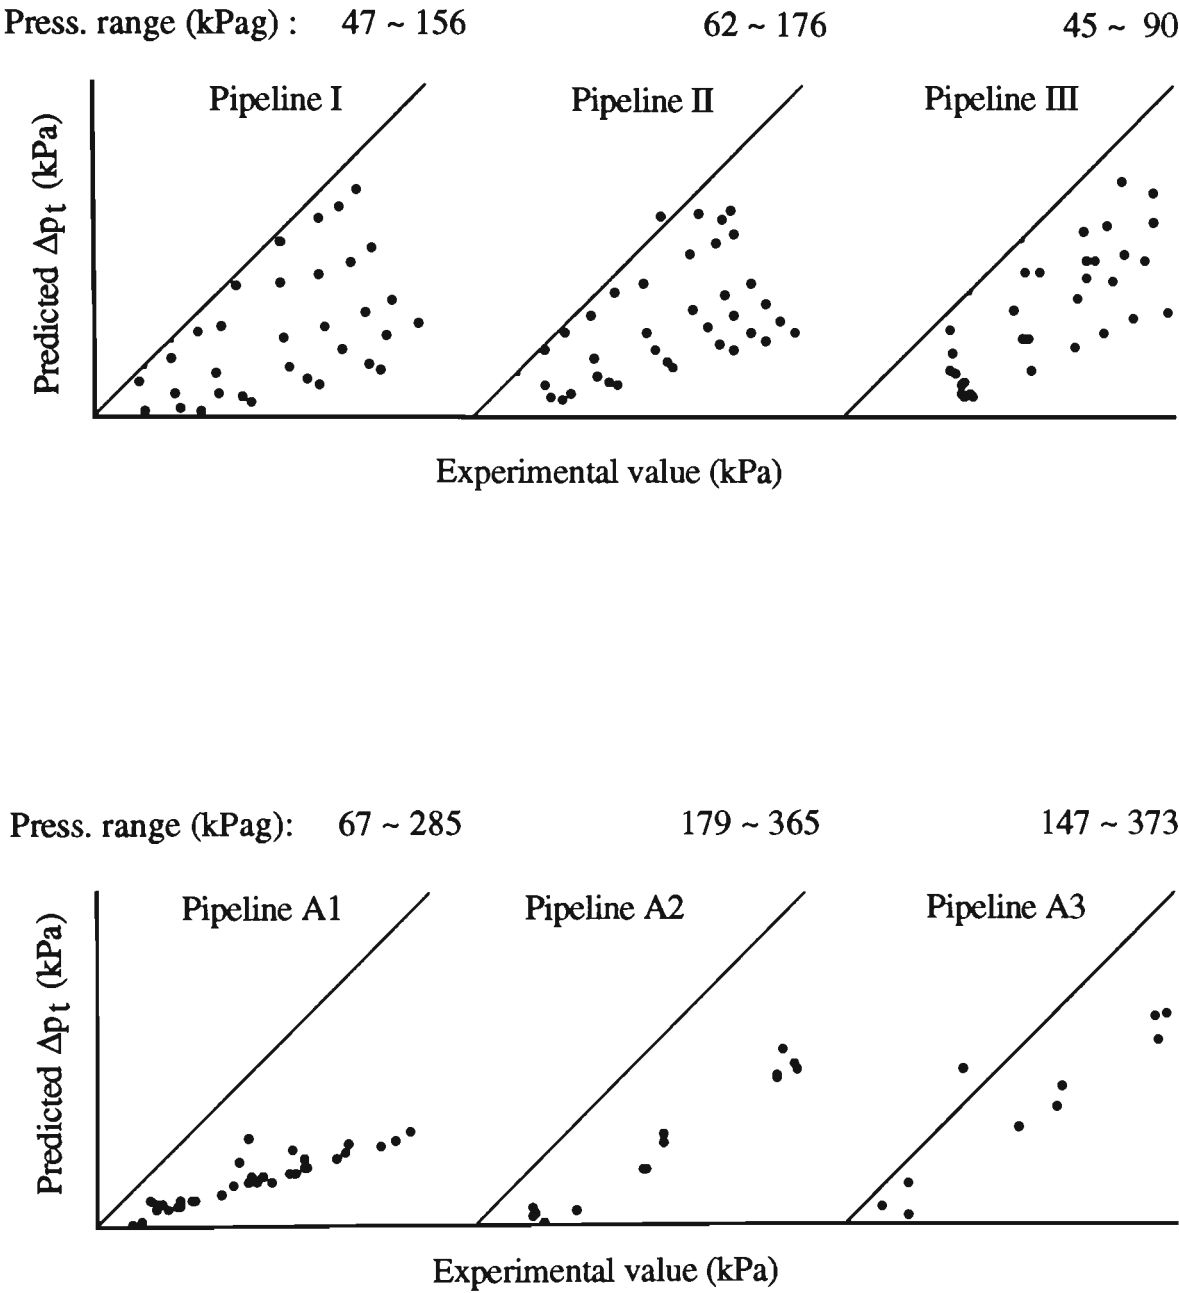 Press. range (kPag) : 47 ~ 156 62 ~ 176 45 ~ 90
Pipeline I Pipeline II Pipeline III
Predicted Δpt (kPa)
Experimental value (kPa)
Press. range (kPag): 67 ~ 285 179 ~ 365 147 ~ 373
Pipeline A1 Pipeline A2 Pipeline A3
Predicted Δpt (kPa)
Experimental value (kPa)